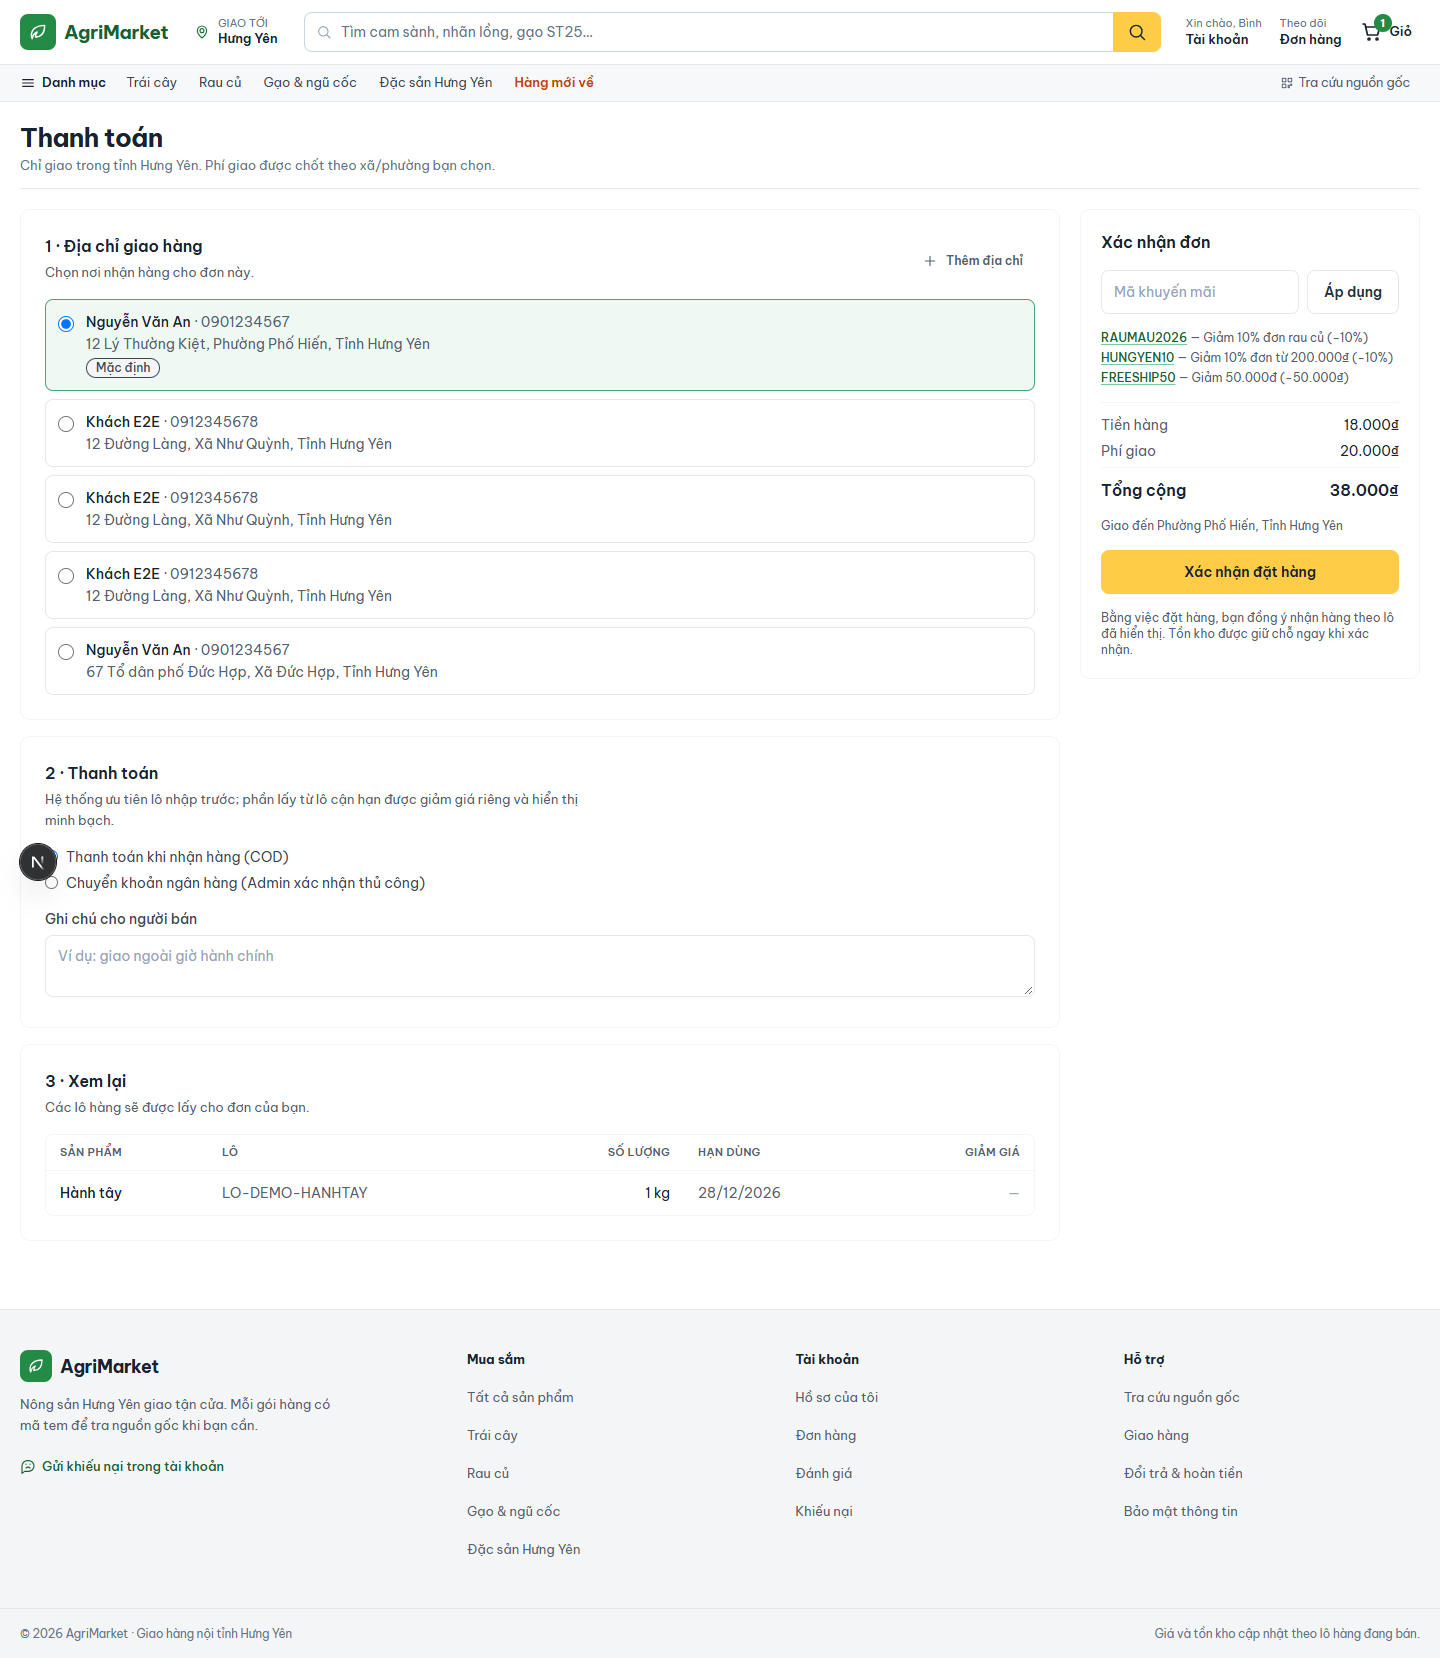 AgriMarket
GIAO TỚI
Hưng Yên
Tìm cam sành, nhãn lồng, gạo ST25...
Xin chào, Bình
Tài khoản
Theo dõi
Đơn hàng
1
Giỏ
Danh mục
Trái cây
Rau củ
Gạo & ngũ cốc
Đặc sản Hưng Yên
Hàng mới về
Tra cứu nguồn gốc
Thanh toán
Chỉ giao trong tỉnh Hưng Yên. Phí giao được chốt theo xã/phường bạn chọn.
1 · Địa chỉ giao hàng
Chọn nơi nhận hàng cho đơn này.
Thêm địa chỉ
Nguyễn Văn An · 0901234567
12 Lý Thường Kiệt, Phường Phố Hiến, Tỉnh Hưng Yên
Mặc định
Khách E2E · 0912345678
12 Đường Làng, Xã Như Quỳnh, Tỉnh Hưng Yên
Khách E2E · 0912345678
12 Đường Làng, Xã Như Quỳnh, Tỉnh Hưng Yên
Khách E2E · 0912345678
12 Đường Làng, Xã Như Quỳnh, Tỉnh Hưng Yên
Nguyễn Văn An · 0901234567
67 Tổ dân phố Đức Hợp, Xã Đức Hợp, Tỉnh Hưng Yên
2 · Thanh toán
Hệ thống ưu tiên lô nhập trước; phần lấy từ lô cận hạn được giảm giá riêng và hiển thị
minh bạch.
N
Thanh toán khi nhận hàng (COD)
Chuyển khoản ngân hàng (Admin xác nhận thủ công)
Ghi chú cho người bán
Ví dụ: giao ngoài giờ hành chính
3 · Xem lại
Các lô hàng sẽ được lấy cho đơn của bạn.
SẢN PHẨM
LÔ
SỐ LƯỢNG
HẠN DÙNG
GIẢM GIÁ
Hành tây
LO-DEMO-HANHTAY
1 kg
28/12/2026
—
Xác nhận đơn
Mã khuyến mãi
Áp dụng
RAUMAU2026 — Giảm 10% đơn rau củ (-10%)
HUNGYEN10 — Giảm 10% đơn từ 200.000₫ (-10%)
FREESHIP50 — Giảm 50.000đ (-50.000₫)
Tiền hàng
18.000₫
Phí giao
20.000₫
Tổng cộng
38.000₫
Giao đến Phường Phố Hiến, Tỉnh Hưng Yên
Xác nhận đặt hàng
Bằng việc đặt hàng, bạn đồng ý nhận hàng theo lô
đã hiển thị. Tồn kho được giữ chỗ ngay khi xác
nhận.
AgriMarket
Nông sản Hưng Yên giao tận cửa. Mỗi gói hàng có
mã tem để tra nguồn gốc khi bạn cần.
Gửi khiếu nại trong tài khoản
Mua sắm
Tất cả sản phẩm
Trái cây
Rau củ
Gạo & ngũ cốc
Đặc sản Hưng Yên
Tài khoản
Hồ sơ của tôi
Đơn hàng
Đánh giá
Khiếu nại
Hỗ trợ
Tra cứu nguồn gốc
Giao hàng
Đổi trả & hoàn tiền
Bảo mật thông tin
© 2026 AgriMarket · Giao hàng nội tỉnh Hưng Yên
Giá và tồn kho cập nhật theo lô hàng đang bán.